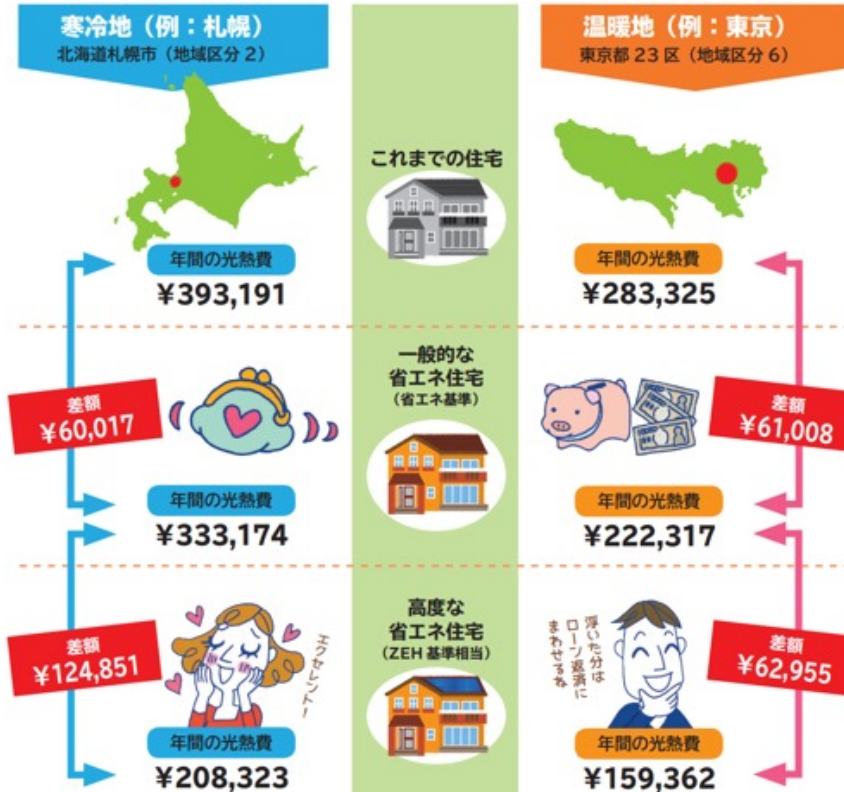 寒冷地（例：札幌）
北海道札幌市（地域区分2）
温暖地（例：東京）
東京都23区（地域区分6）
これまでの住宅
年間の光熱費
¥393,191
年間の光熱費
¥283,325
差額
¥60,017
一般的な
省エネ住宅
（省エネ基準）
差額
¥61,008
年間の光熱費
¥333,174
年間の光熱費
¥222,317
差額
¥124,851
エクセレント！
高度な
省エネ住宅
（ZEH基準相当）
浮いた分は
ローン返済に
まわせるね
差額
¥62,955
年間の光熱費
¥208,323
年間の光熱費
¥159,362